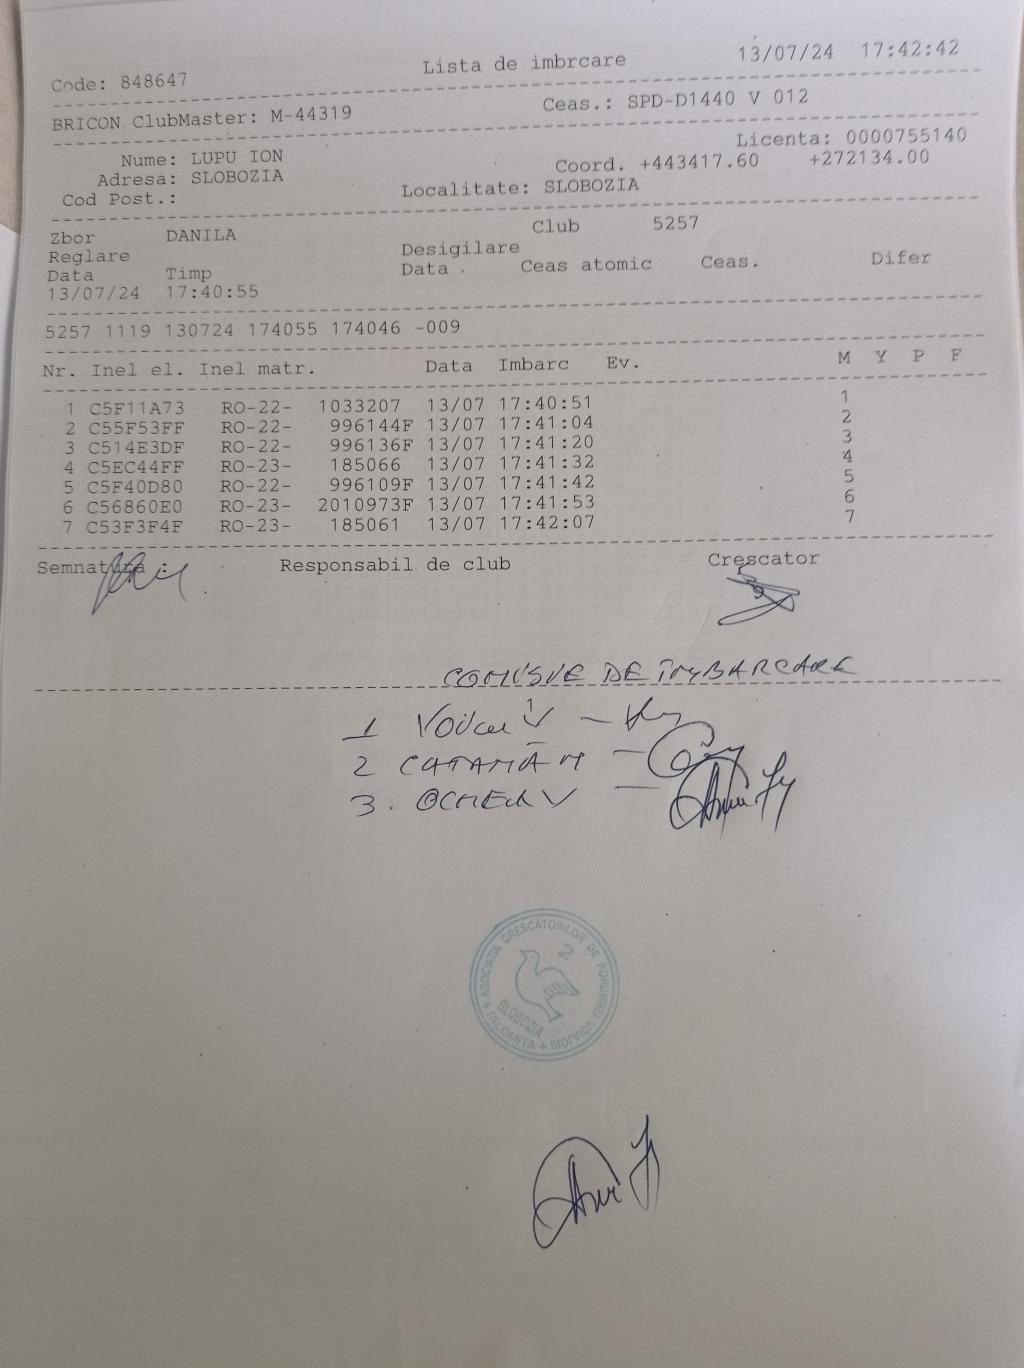 Code: 848647 Lista de imbrcare 13/07/24 17:42:42
BRICON ClubMaster: M-44319 Ceas.: SPD-D1440 V 012
Licenta: 0000755140
Nume: LUPU ION Coord. +443417.60 +272134.00
Adresa: SLOBOZIA
Cod Post.: Localitate: SLOBOZIA
Zbor DANILA Club 5257
Reglare Desigilare
Data Timp Data . Ceas atomic Ceas. Difer
13/07/24 17:40:55
5257 1119 130724 174055 174046 -009
Nr. Inel el. Inel matr. Data Imbarc Ev. M Y P F
1 C5F11A73 RO-22- 1033207 13/07 17:40:51 1
2 C55F53FF RO-22- 996144F 13/07 17:41:04 2
3 C514E3DF RO-22- 996136F 13/07 17:41:20 3
4 C5EC44FF RO-23- 185066 13/07 17:41:32 4
5 C5F40D80 RO-22- 996109F 13/07 17:41:42 5
6 C56860E0 RO-23- 2010973F 13/07 17:41:53 6
7 C53F3F4F RO-23- 185061 13/07 17:42:07 7
Semnatura : Responsabil de club Crescator
DE IMBARCARE
1
2
3.
ASOCIATIA CRESCĂTORILOR DE PORUMBEI VOIAJORI
2
SLOBOZIA
IALOMITA